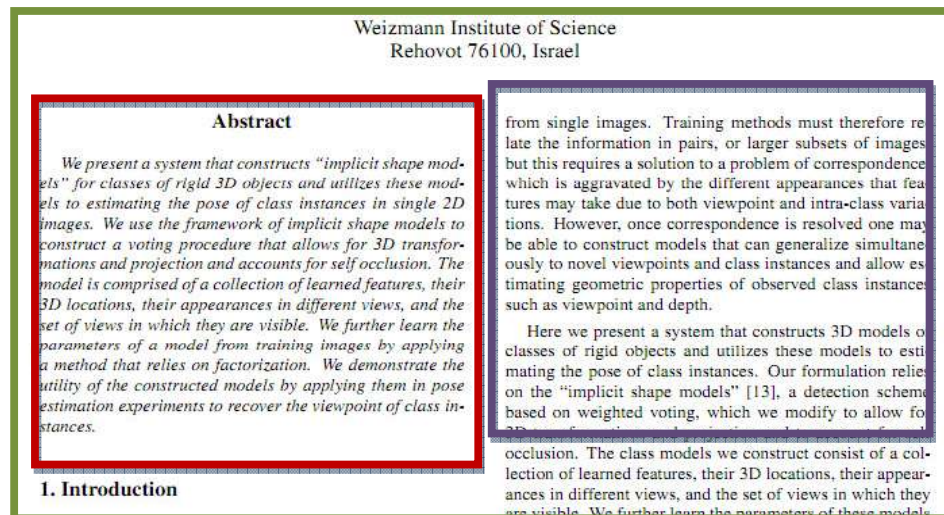 Weizmann Institute of Science
Rehovot 76100, Israel
Abstract
We present a system that constructs “implicit shape mod-
els” for classes of rigid 3D objects and utilizes these mod-
els to estimating the pose of class instances in single 2D
images. We use the framework of implicit shape models to
construct a voting procedure that allows for 3D transfor-
mations and projection and accounts for self occlusion. The
model is comprised of a collection of learned features, their
3D locations, their appearances in different views, and the
set of views in which they are visible. We further learn the
parameters of a model from training images by applying
a method that relies on factorization. We demonstrate the
utility of the constructed models by applying them in pose
estimation experiments to recover the viewpoint of class in-
stances.
1. Introduction
from single images. Training methods must therefore re
late the information in pairs, or larger subsets of images
but this requires a solution to a problem of correspondence
which is aggravated by the different appearances that fea
tures may take due to both viewpoint and intra-class varia
tions. However, once correspondence is resolved one may
be able to construct models that can generalize simultane
ously to novel viewpoints and class instances and allow es
timating geometric properties of observed class instances
such as viewpoint and depth.
Here we present a system that constructs 3D models o
classes of rigid objects and utilizes these models to esti
mating the pose of class instances. Our formulation relies
on the “implicit shape models” [13], a detection scheme
based on weighted voting, which we modify to allow fo
occlusion. The class models we construct consist of a col-
lection of learned features, their 3D locations, their appear-
ances in different views, and the set of views in which they
are visible. We further learn the parameters of these models